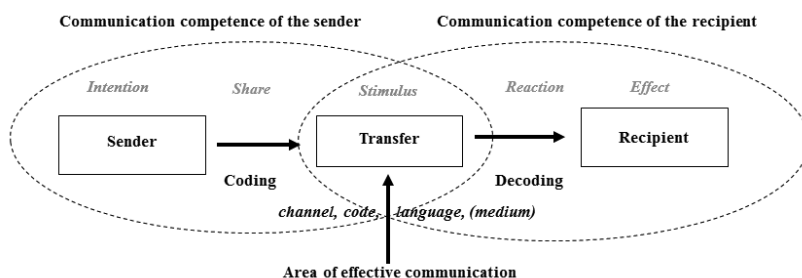 Communication competence of the sender Communication competence of the recipient
Intention Share Stimulus Reaction Effect
Sender Transfer Recipient
Coding Decoding
channel, code, language, (medium)
Area of effective communication